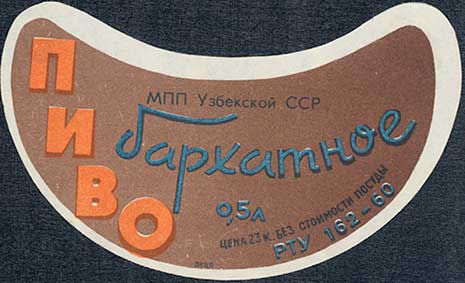 ПИВО
МПП Узбекской ССР
бархатное
0,5л
ЦЕНА 23 К. БЕЗ СТОИМОСТИ ПОСУДЫ
РТУ 162-60